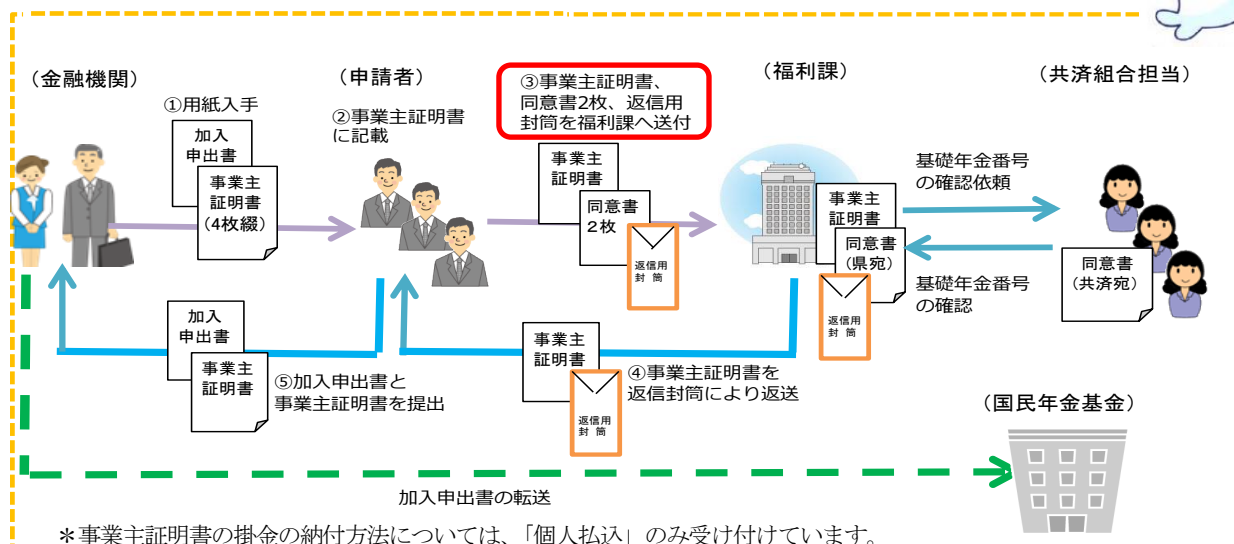 （金融機関）
①用紙入手
加入
申出書
事業主
証明書
(4枚綴)
（申請者）
②事業主証明書
に記載
③事業主証明書、
同意書2枚、返信用
封筒を福利課へ送付
事業主
証明書
同意書
２枚
返信用
封 筒
（福利課）
事業主
証明書
同意書
(県宛)
返信用
封 筒
（共済組合担当）
基礎年金番号
の確認依頼
基礎年金番号
の確認
同意書
(共済宛)
加入
申出書
事業主
証明書
⑤加入申出書と
事業主証明書を提出
事業主
証明書
返信用
封 筒
④事業主証明書を
返信封筒により返送
（国民年金基金）
加入申出書の転送
＊事業主証明書の掛金の納付方法については、「個人払込」のみ受け付けています。